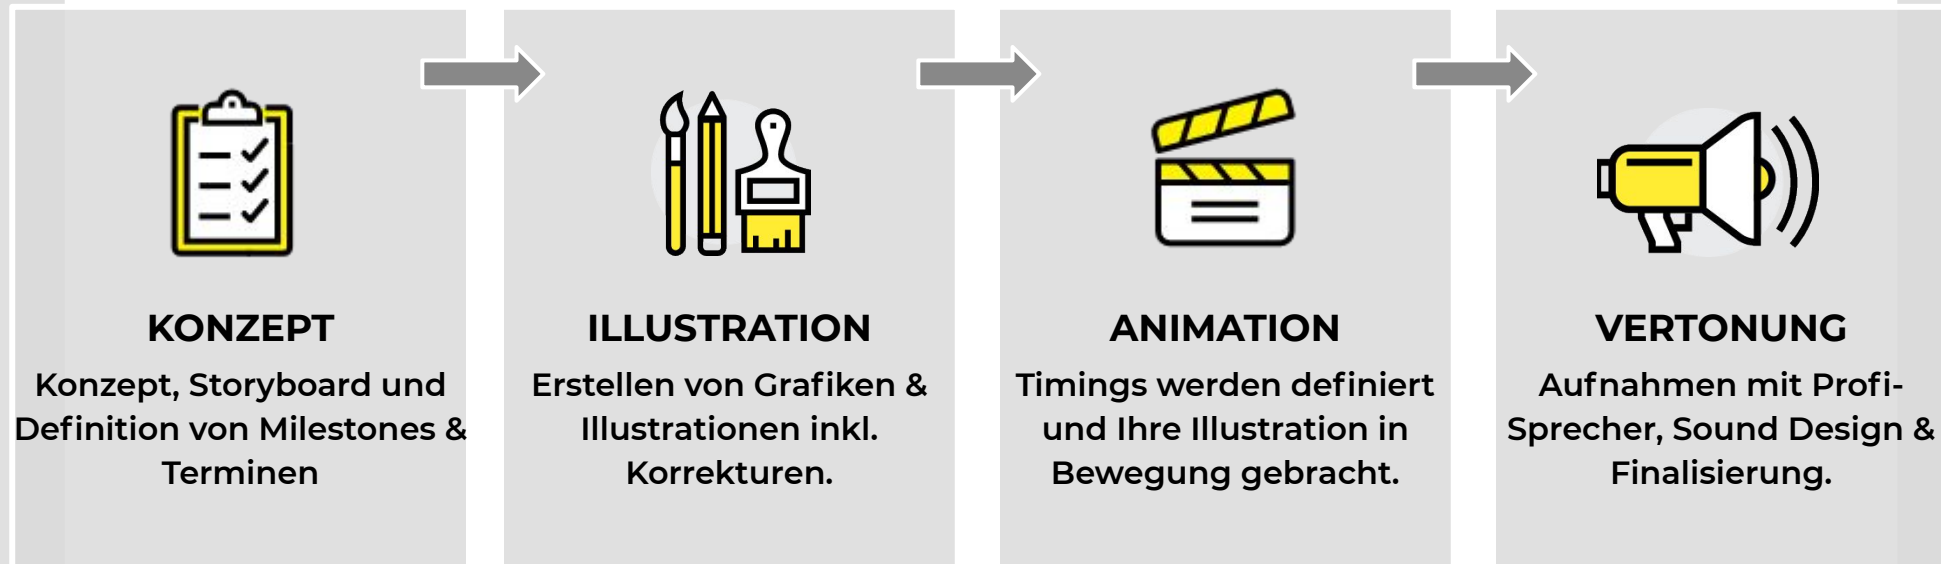 KONZEPT
Konzept, Storyboard und
Definition von Milestones &
Terminen
ILLUSTRATION
Erstellen von Grafiken &
Illustrationen inkl.
Korrekturen.
ANIMATION
Timings werden definiert
und Ihre Illustration in
Bewegung gebracht.
VERTONUNG
Aufnahmen mit Profi-
Sprecher, Sound Design &
Finalisierung.